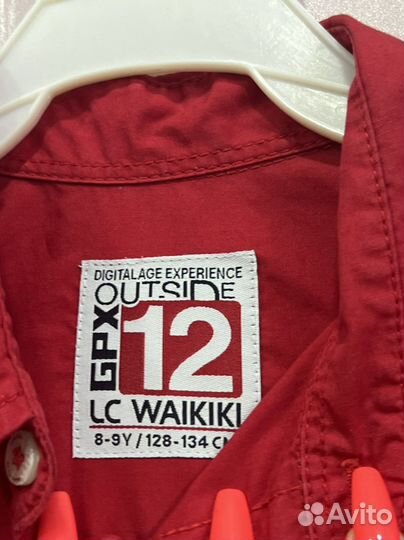 DIGITALAGE EXPERIENCE
OUTSIDE
GPX
12
LC WAIKIKI
8-9Y / 128-134 CM
Avito